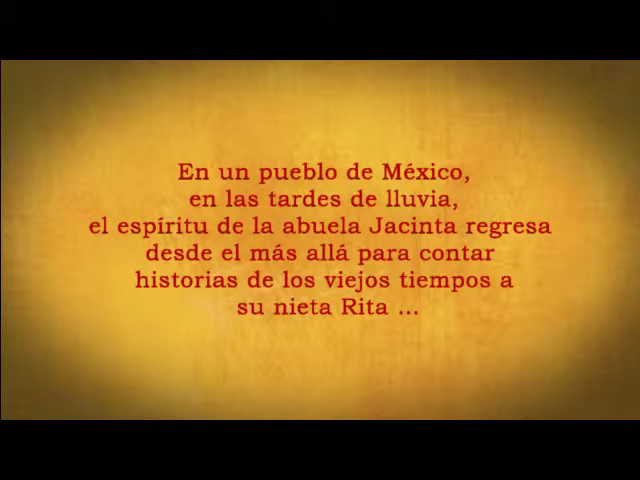 En un pueblo de México,
en las tardes de lluvia,
el espíritu de la abuela Jacinta regresa
desde el más allá para contar
historias de los viejos tiempos a
su nieta Rita ...